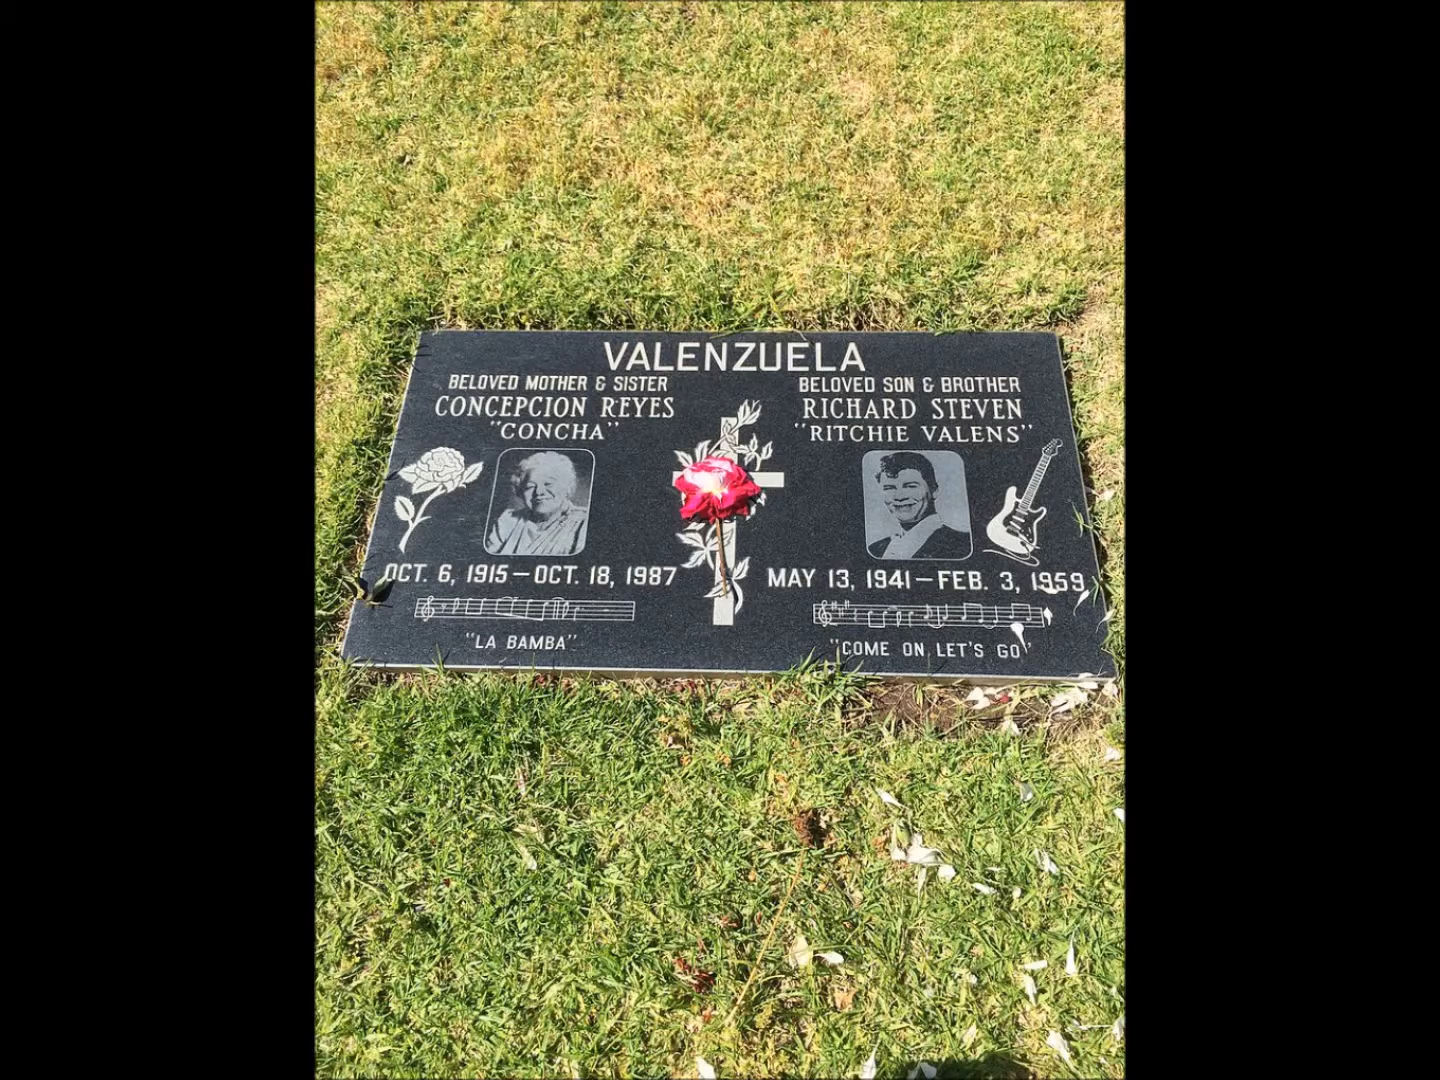 VALENZUELA
BELOVED MOTHER & SISTER
CONCEPCION REYES
"CONCHA"
OCT. 6, 1915 — OCT. 18, 1987
"LA BAMBA"
BELOVED SON & BROTHER
RICHARD STEVEN
"RITCHIE VALENS"
MAY 13, 1941 — FEB. 3, 1959
"COME ON, LET'S GO"